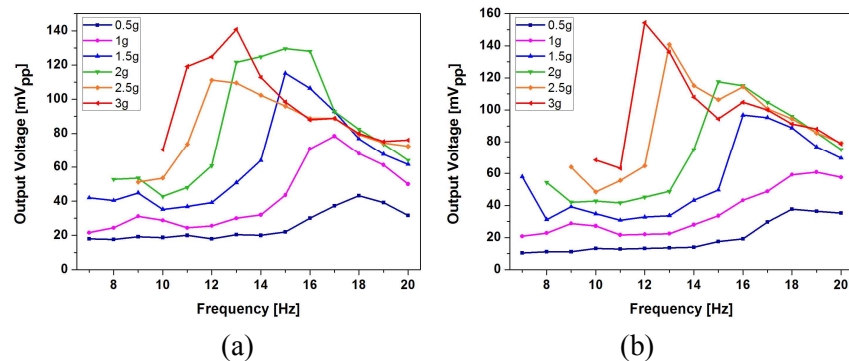 0.5g
1g
1.5g
2g
2.5g
3g
Output Voltage [mVpp]
140
120
100
80
60
40
20
0
8 10 12 14 16 18 20
Frequency [Hz]
(a)
0.5g
1g
1.5g
2g
2.5g
3g
Output Voltage [mVpp]
160
140
120
100
80
60
40
20
0
8 10 12 14 16 18 20
Frequency [Hz]
(b)